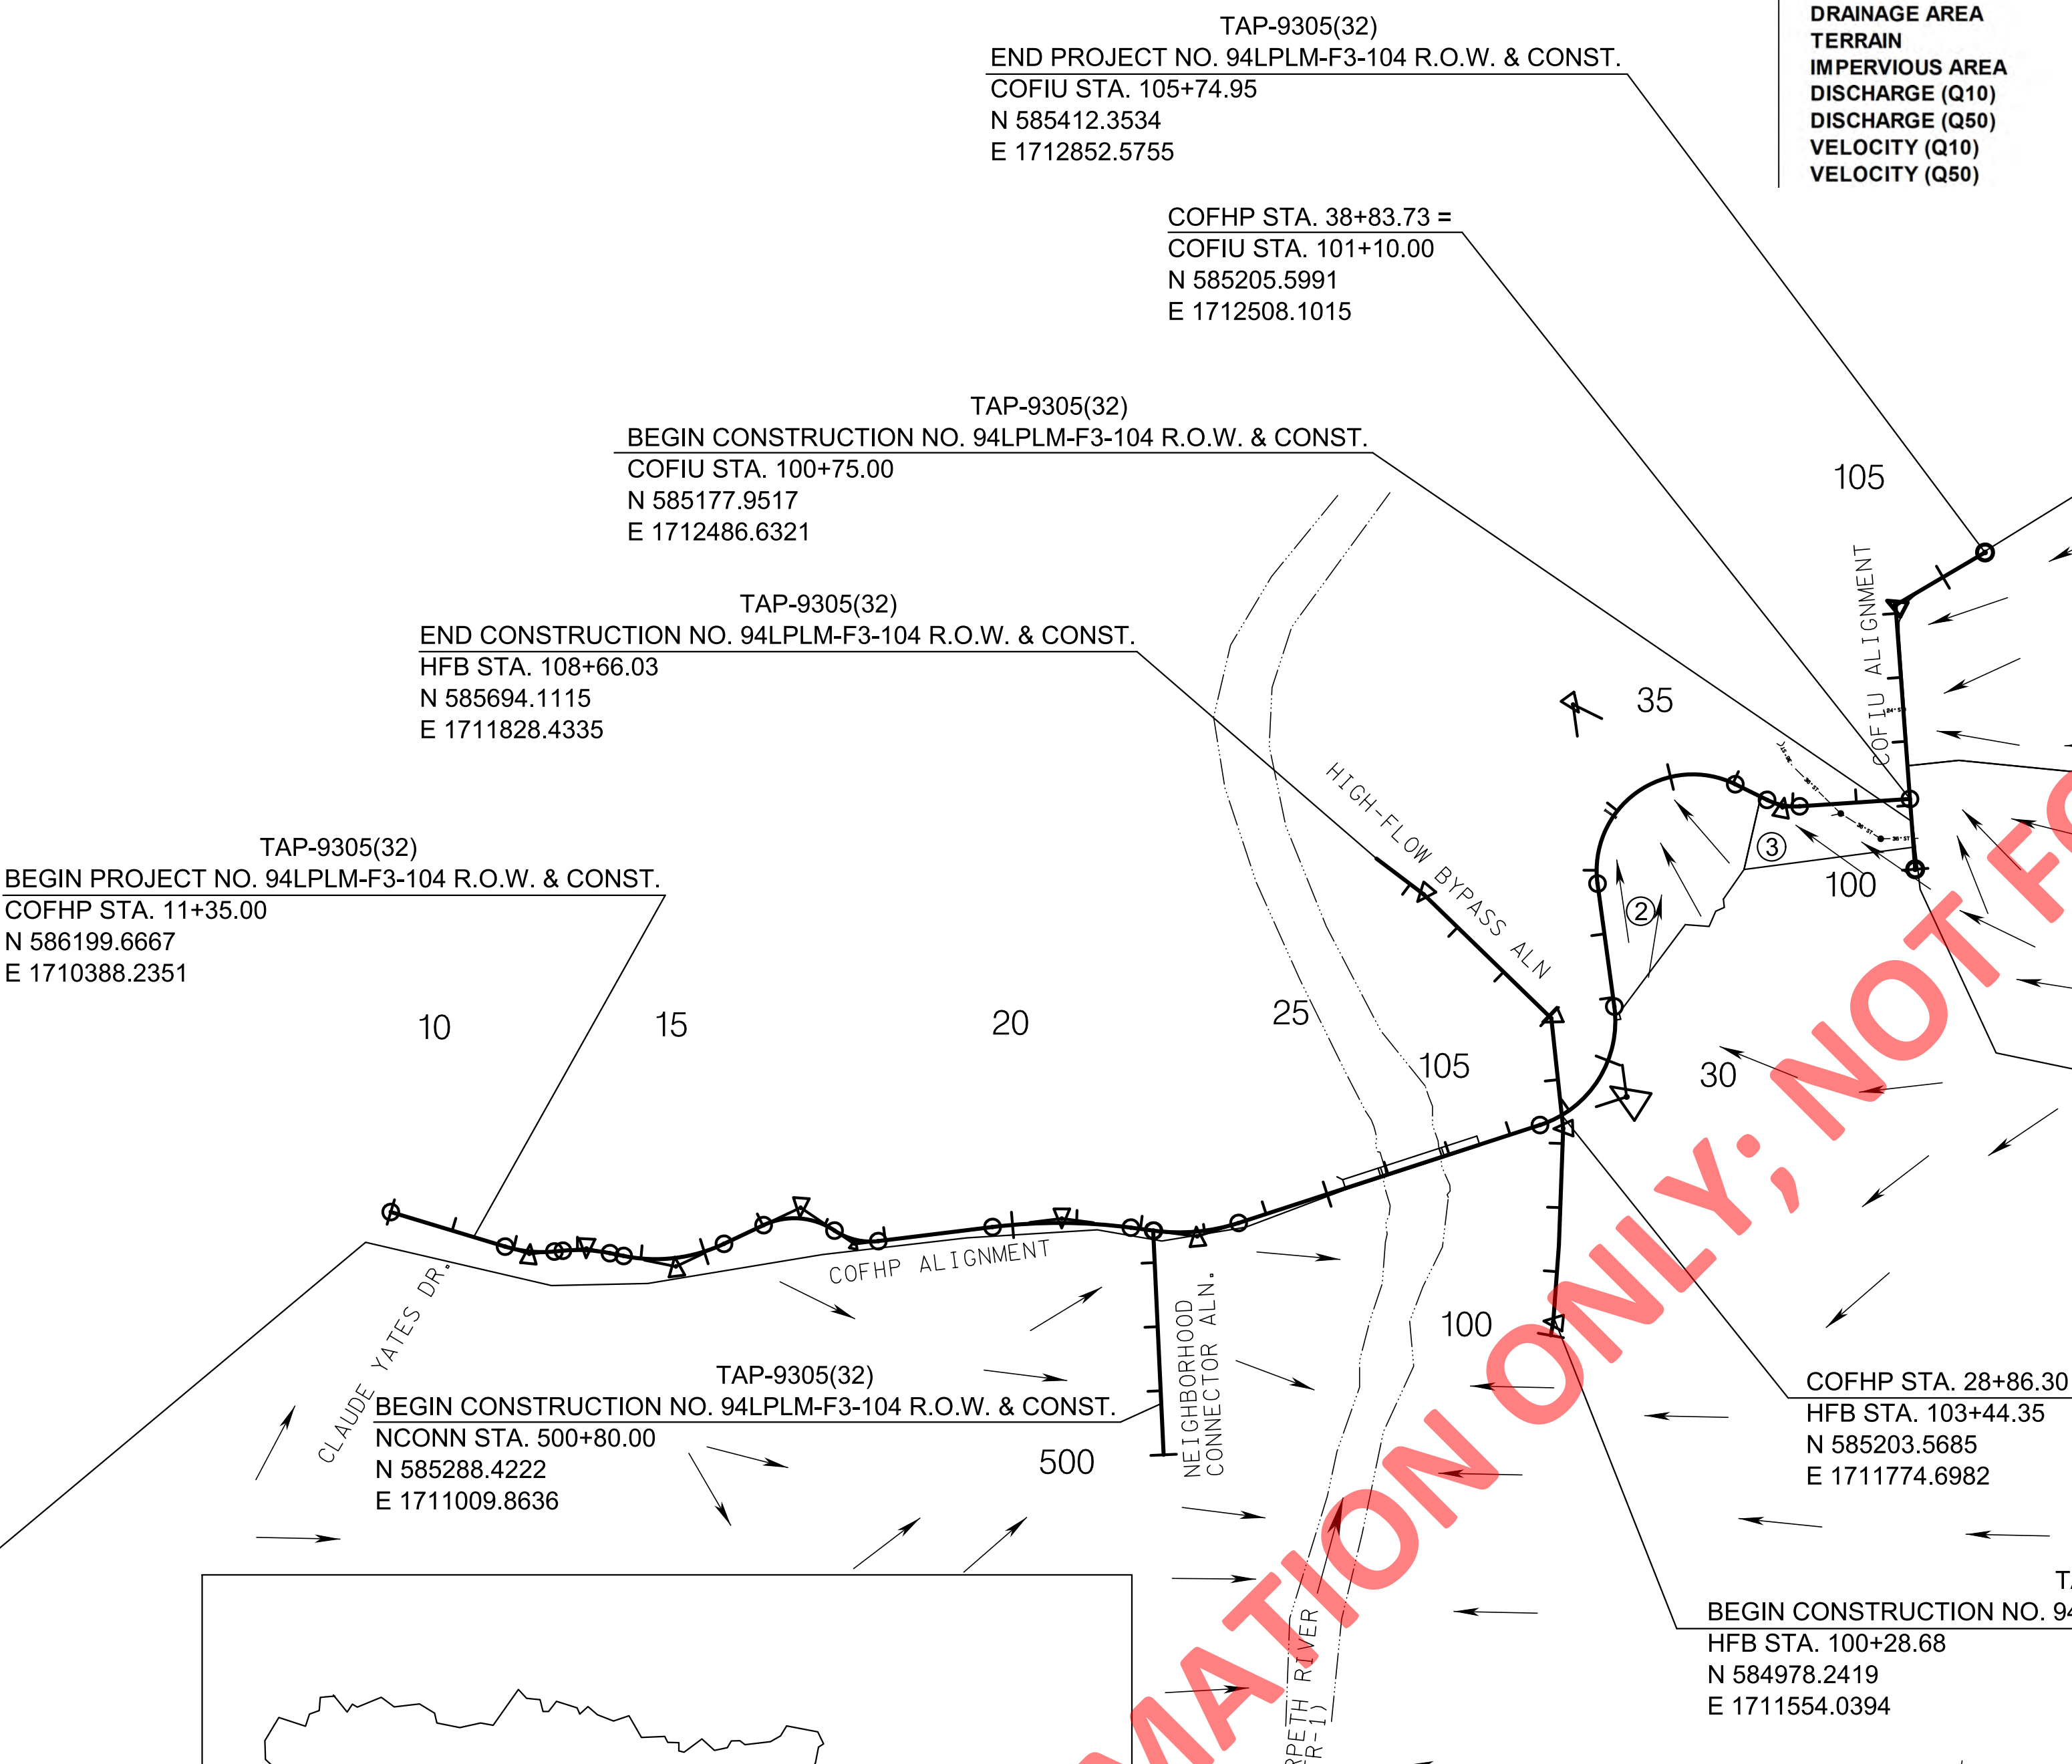 DRAINAGE AREA
TERRAIN
IMPERVIOUS AREA
DISCHARGE (Q10)
DISCHARGE (Q50)
VELOCITY (Q10)
VELOCITY (Q50)
TAP-9305(32)
END PROJECT NO. 94LPLM-F3-104 R.O.W. & CONST.
COFIU STA. 105+74.95
N 585412.3534
E 1712852.5755
COFHP STA. 38+83.73 =
COFIU STA. 101+10.00
N 585205.5991
E 1712508.1015
TAP-9305(32)
BEGIN CONSTRUCTION NO. 94LPLM-F3-104 R.O.W. & CONST.
COFIU STA. 100+75.00
N 585177.9517
E 1712486.6321
105
COFIU ALIGNMENT
TAP-9305(32)
END CONSTRUCTION NO. 94LPLM-F3-104 R.O.W. & CONST.
HFB STA. 108+66.03
N 585694.1115
E 1711828.4335
35
HIGH-FLOW BYPASS ALN
3
100
2
TAP-9305(32)
BEGIN PROJECT NO. 94LPLM-F3-104 R.O.W. & CONST.
COFHP STA. 11+35.00
N 586199.6667
E 1710388.2351
10
15
20
25
105
30
COFHP ALIGNMENT
CLAUDE YATES DR.
NEIGHBORHOOD
CONNECTOR ALN.
100
TAP-9305(32)
BEGIN CONSTRUCTION NO. 94LPLM-F3-104 R.O.W. & CONST.
NCONN STA. 500+80.00
N 585288.4222
E 1711009.8636
500
COFHP STA. 28+86.30
HFB STA. 103+44.35
N 585203.5685
E 1711774.6982
BEGIN CONSTRUCTION NO. 94
HFB STA. 100+28.68
N 584978.2419
E 1711554.0394
RPETH RIVER
R-1)
MATION ONLY; NOT FO